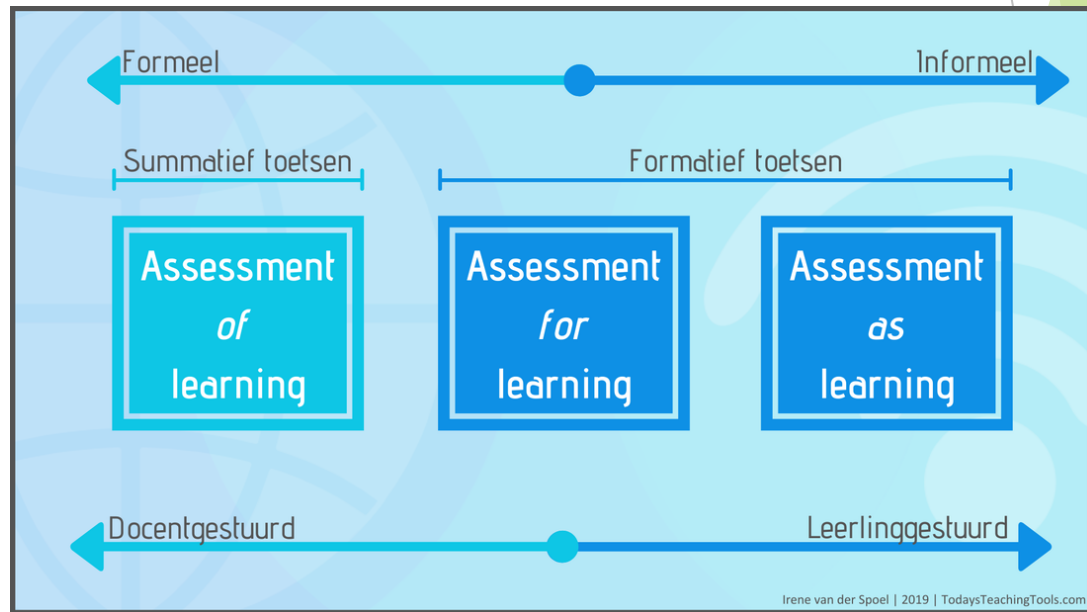 Formeel
Informeel
Summatief toetsen
Formatief toetsen
Assessment
of
learning
Assessment
for
learning
Assessment
as
learning
Docentgestuurd
Leerlinggestuurd
Irene van der Spoel | 2019 | TodaysTeachingTools.com